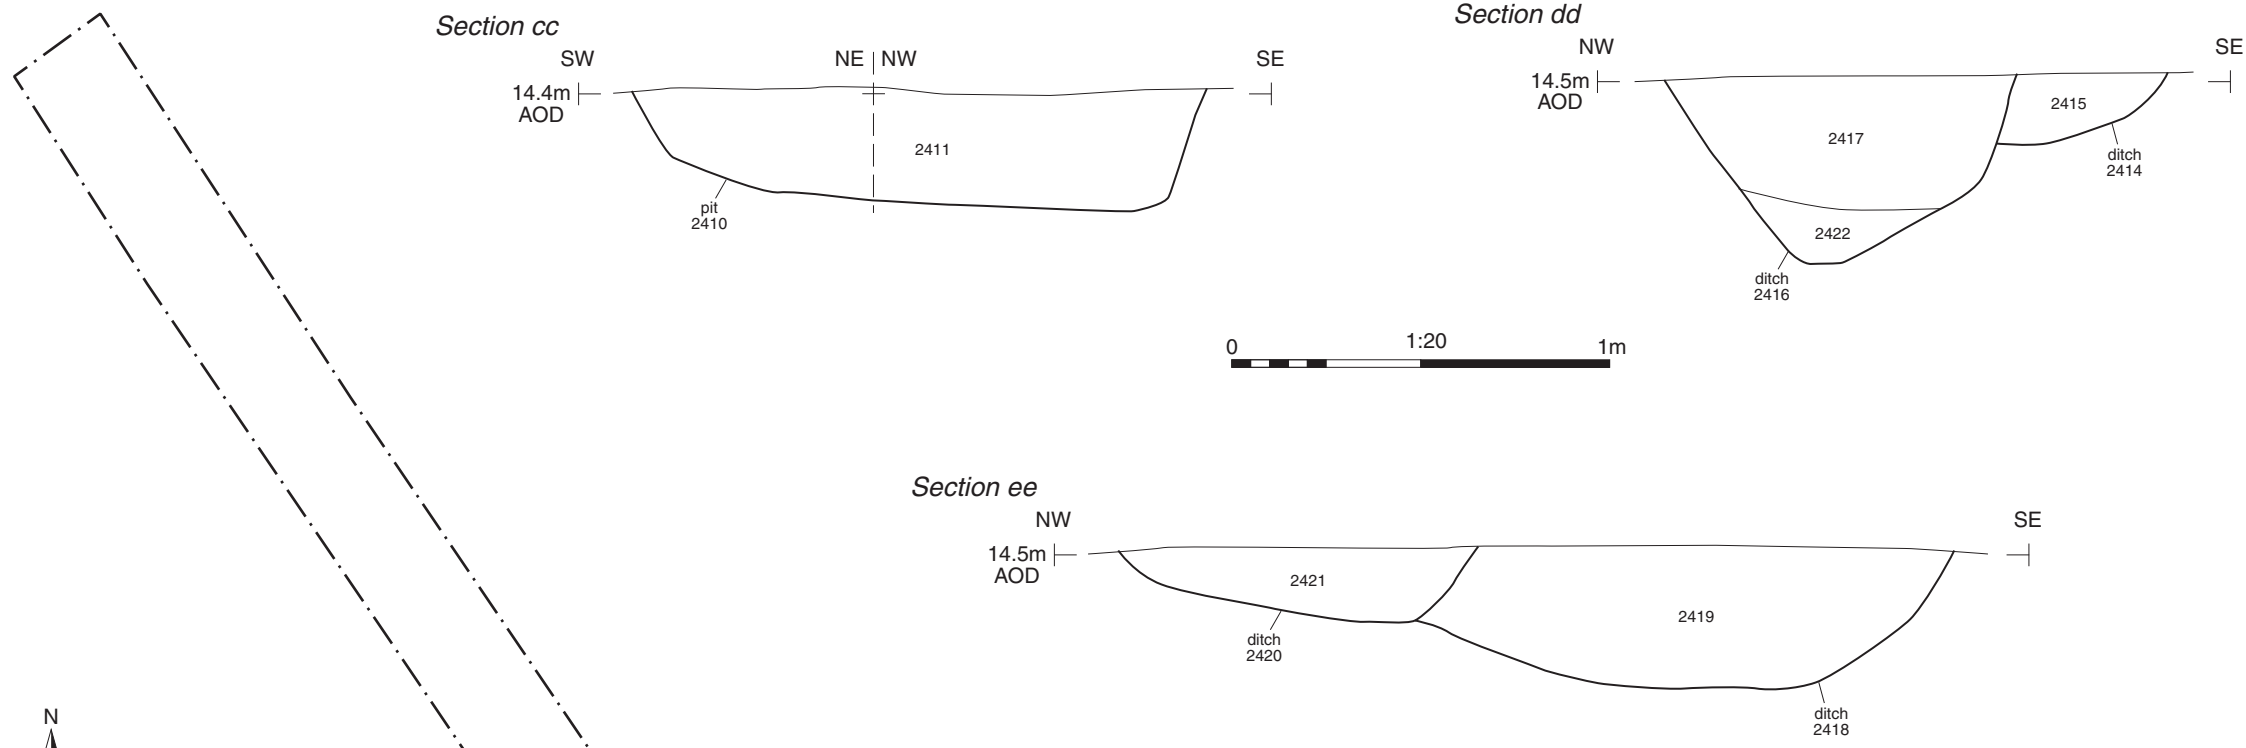 Section cc
SW
NE
NW
SE
14.4m
AOD
2411
pit
2410
Section dd
NW
SE
14.5m
AOD
2417
2415
2422
ditch
2414
ditch
2416
0
1:20
1m
Section ee
NW
SE
14.5m
AOD
2421
2419
ditch
2420
ditch
2418
N